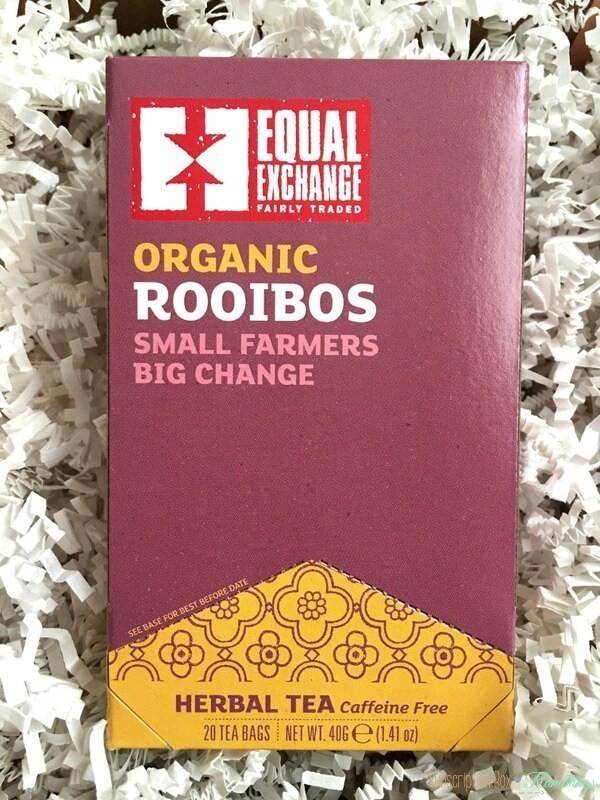 EQUAL
EXCHANGE
FAIRLY TRADED
ORGANIC
ROOIBOS
SMALL FARMERS
BIG CHANGE
SEE BASE FOR BEST BEFORE DATE
HERBAL TEA Caffeine Free
20 TEA BAGS NET WT. 40G ℮ (1.41 oz)